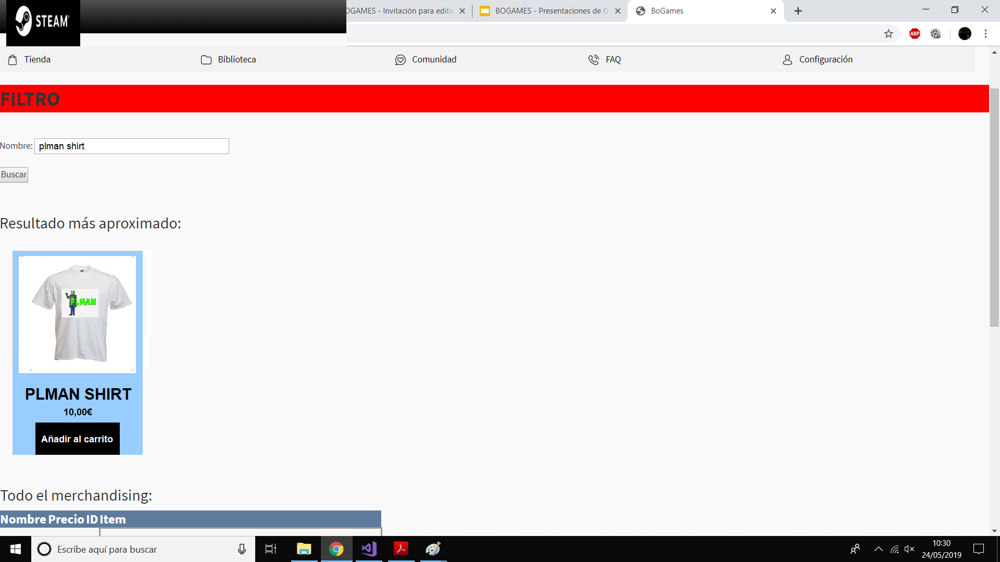 STEAM®
OGAMES - Invitación para edita
BOGAMES - Presentaciones de G
BoGames
ABP
Tienda
Biblioteca
Comunidad
FAQ
Configuración
FILTRO
Nombre: plman shirt
Buscar
Resultado más aproximado:
PLMAN
PLMAN SHIRT
10,00€
Añadir al carrito
Todo el merchandising:
Nombre Precio ID Item
Escribe aquí para buscar
10:30
24/05/2019